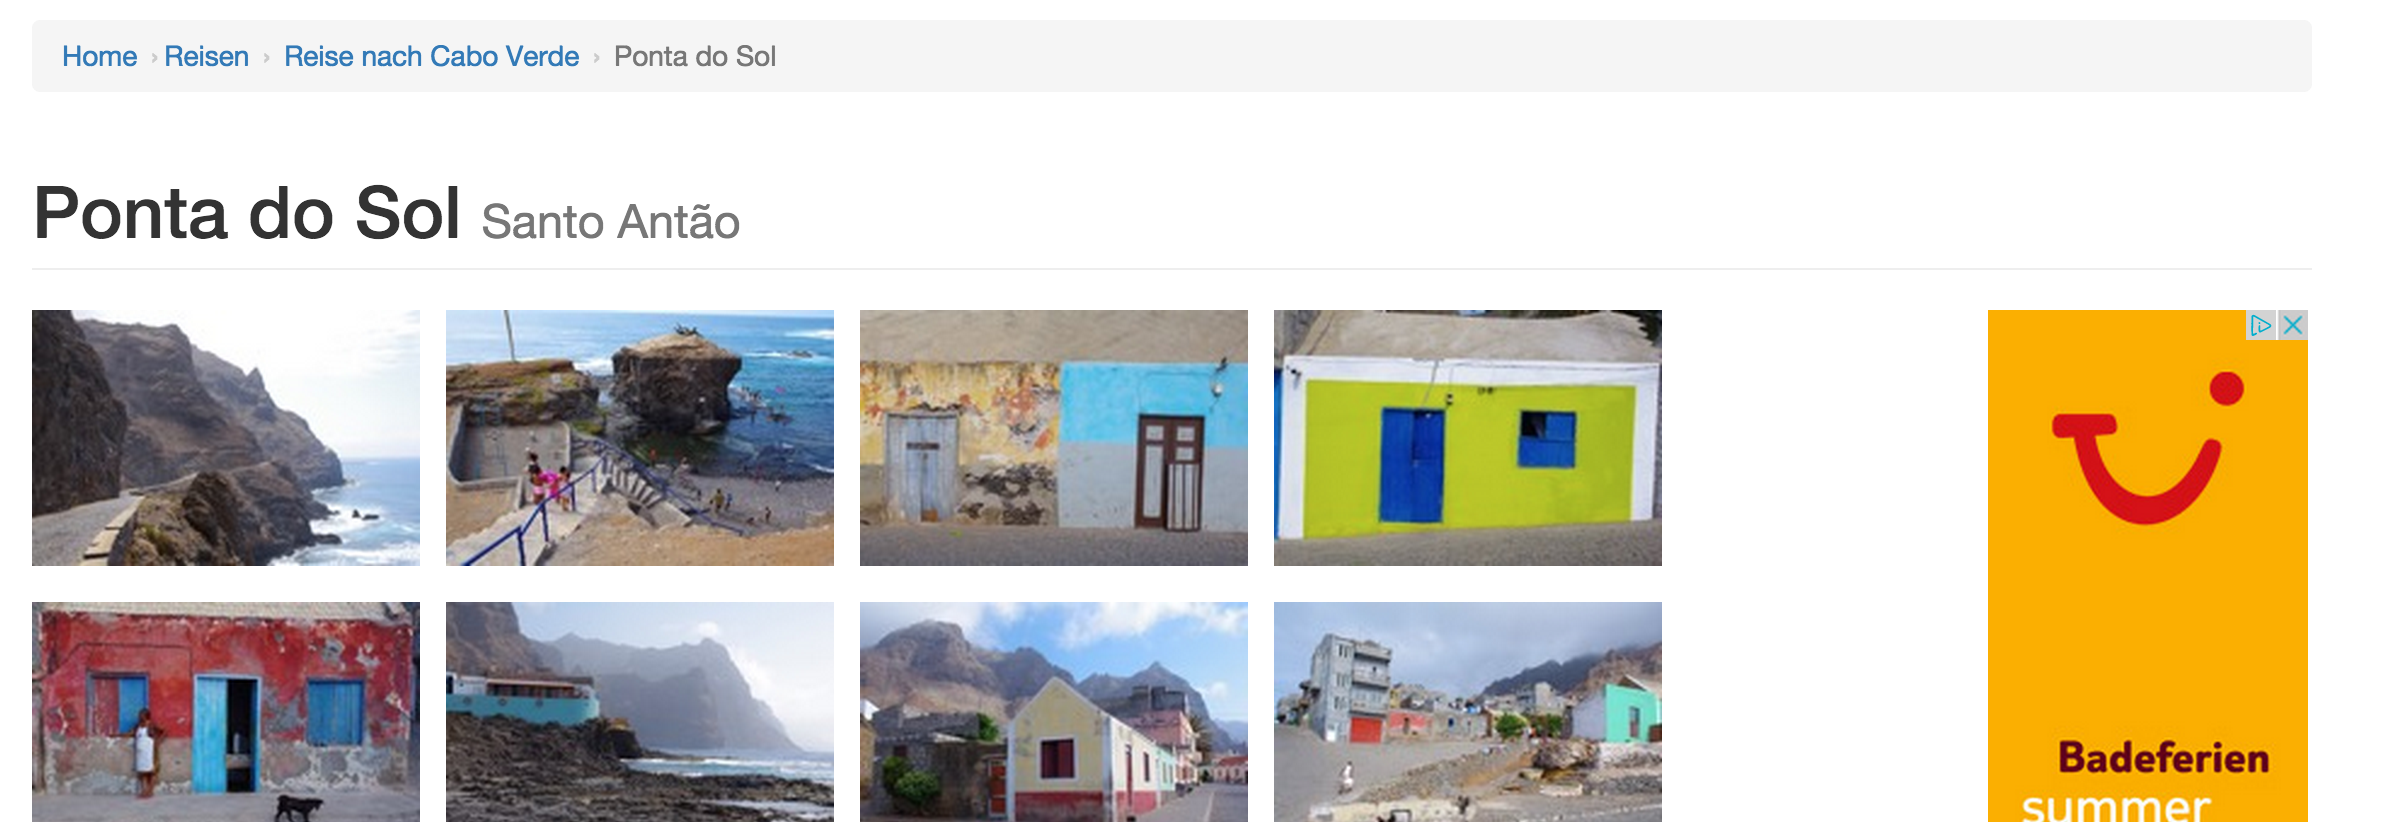 Home › Reisen › Reise nach Cabo Verde › Ponta do Sol
Ponta do Sol Santo Antão
Badeferien
summer